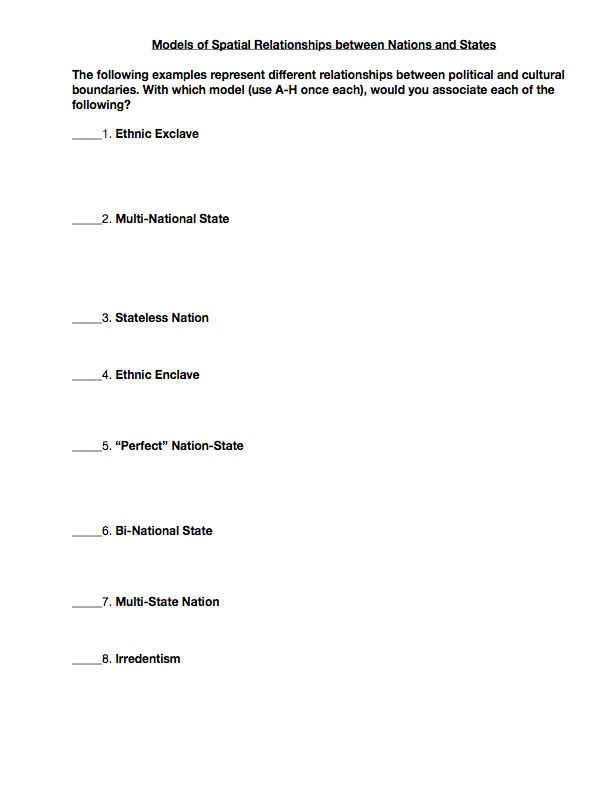 Models of Spatial Relationships between Nations and States
The following examples represent different relationships between political and cultural
boundaries. With which model (use A-H once each), would you associate each of the
following?
_____1. Ethnic Exclave
_____2. Multi-National State
_____3. Stateless Nation
_____4. Ethnic Enclave
_____5. “Perfect” Nation-State
_____6. Bi-National State
_____7. Multi-State Nation
_____8. Irredentism